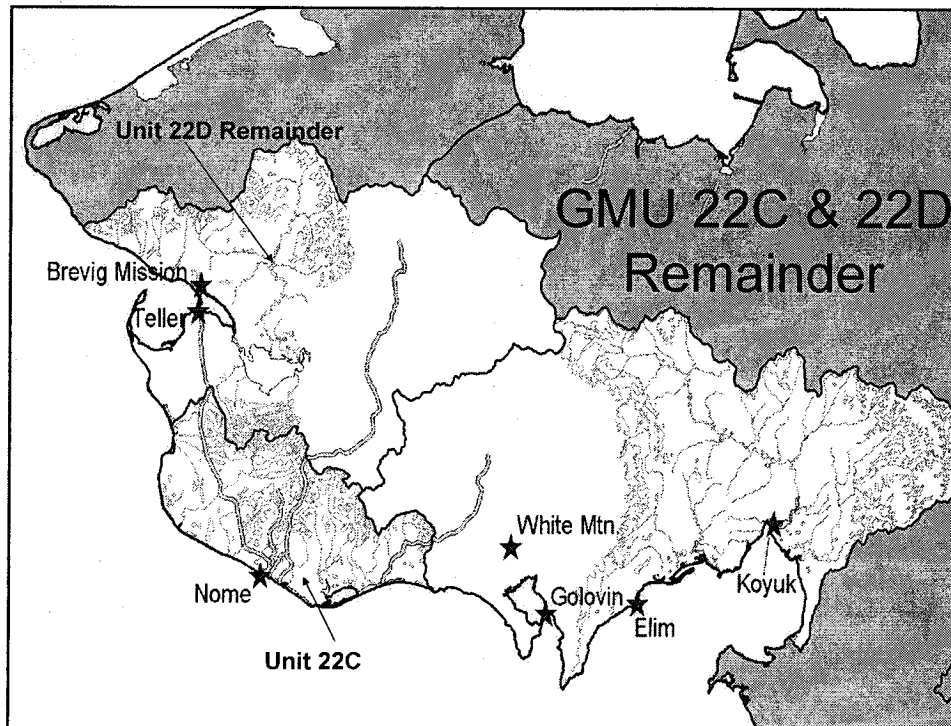 Unit 22D Remainder
GMU 22C & 22D
Remainder
Brevig Mission
Teller
White Mtn.
Nome
Golovin
Koyuk
Elim
Unit 22C